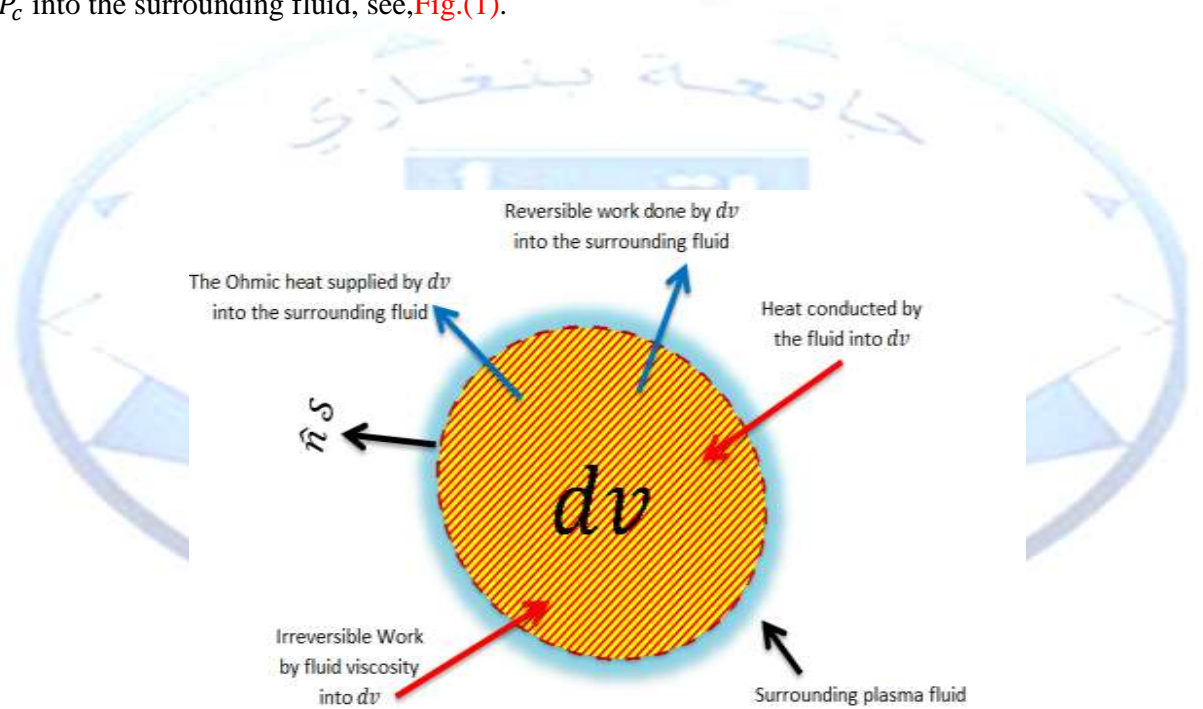 P_c into the surrounding fluid, see,Fig.(1).
جامعة بنغازي
Reversible work done by dv
into the surrounding fluid
The Ohmic heat supplied by dv
into the surrounding fluid
Heat conducted by
the fluid into dv
n̂ S
dv
Irreversible Work
by fluid viscosity
into dv
Surrounding plasma fluid